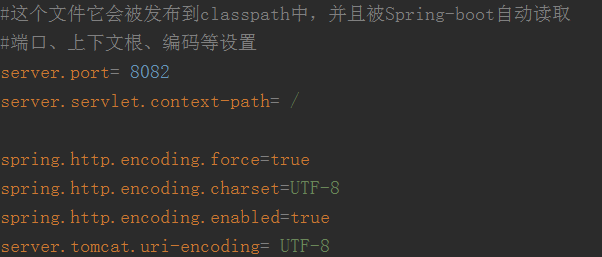 #这个文件它会被发布到classpath中，并且被Spring-boot自动读取
#端口、上下文根、编码等设置
server.port= 8082
server.servlet.context-path= /
spring.http.encoding.force=true
spring.http.encoding.charset=UTF-8
spring.http.encoding.enabled=true
server.tomcat.uri-encoding= UTF-8